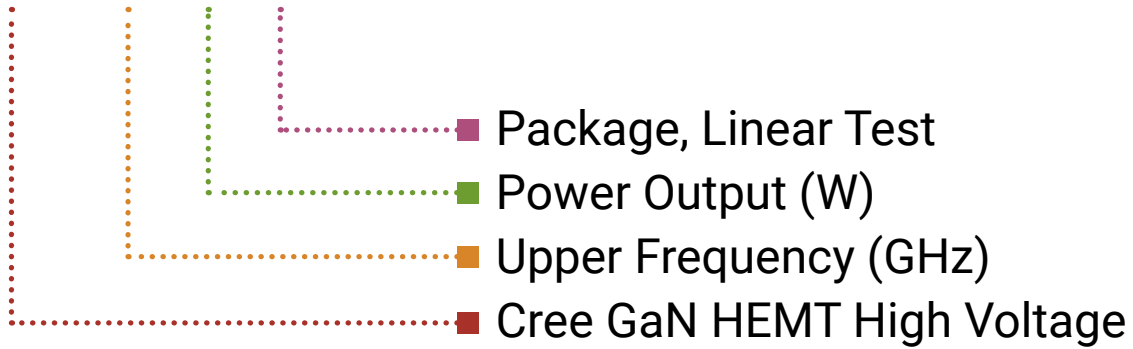 Package, Linear Test
Power Output (W)
Upper Frequency (GHz)
Cree GaN HEMT High Voltage